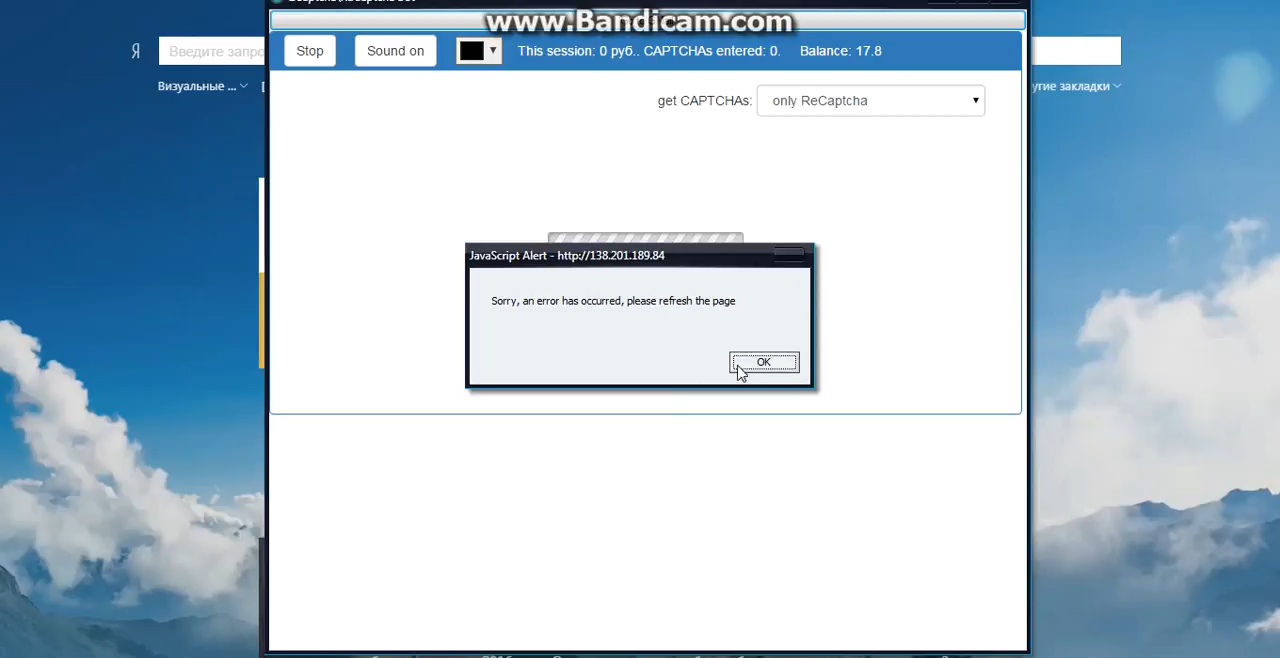 www.Bandicam.com
Я
Введите запро
Stop
Sound on
This session: 0 руб.. CAPTCHAs entered: 0.
Balance: 17.8
Визуальные ...
закладки
get CAPTCHAs:
only ReCaptcha
JavaScript Alert - http://138.201.189.84
Sorry, an error has occurred, please refresh the page
OK